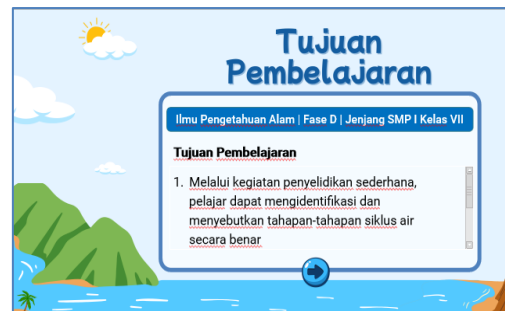 Tujuan
Pembelajaran
Ilmu Pengetahuan Alam | Fase D | Jenjang SMP I Kelas VII
Tujuan Pembelajaran
1. Melalui kegiatan penyelidikan sederhana,
pelajar dapat mengidentifikasi dan
menyebutkan tahapan-tahapan siklus air
secara benar